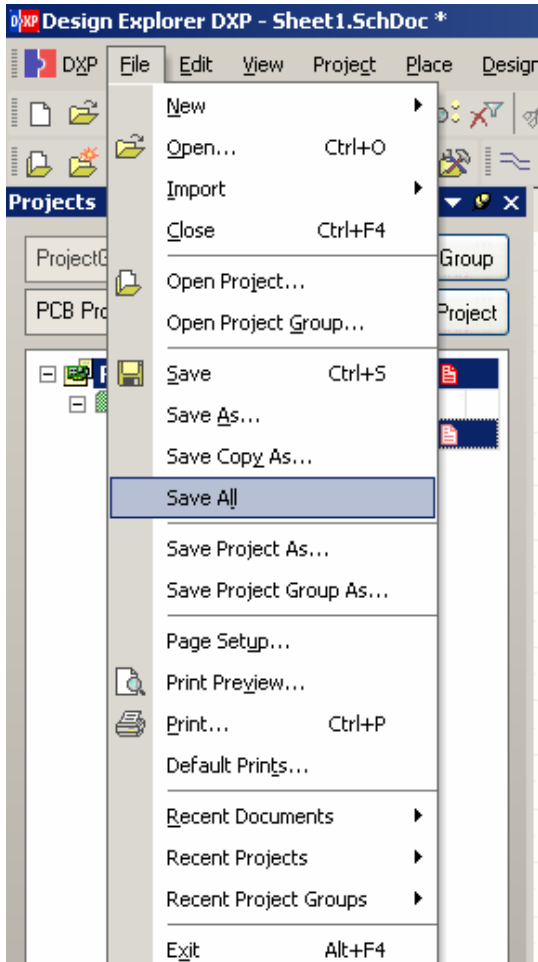 Design Explorer DXP - Sheet1.SchDoc *
DXP File Edit View Project Place Design
Projects
Group
Project
New
Open... Ctrl+O
Import
Close Ctrl+F4
Open Project...
Open Project Group...
Save Ctrl+S
Save As...
Save Copy As...
Save All
Save Project As...
Save Project Group As...
Page Setup...
Print Preview...
Print... Ctrl+P
Default Prints...
Recent Documents
Recent Projects
Recent Project Groups
Exit Alt+F4